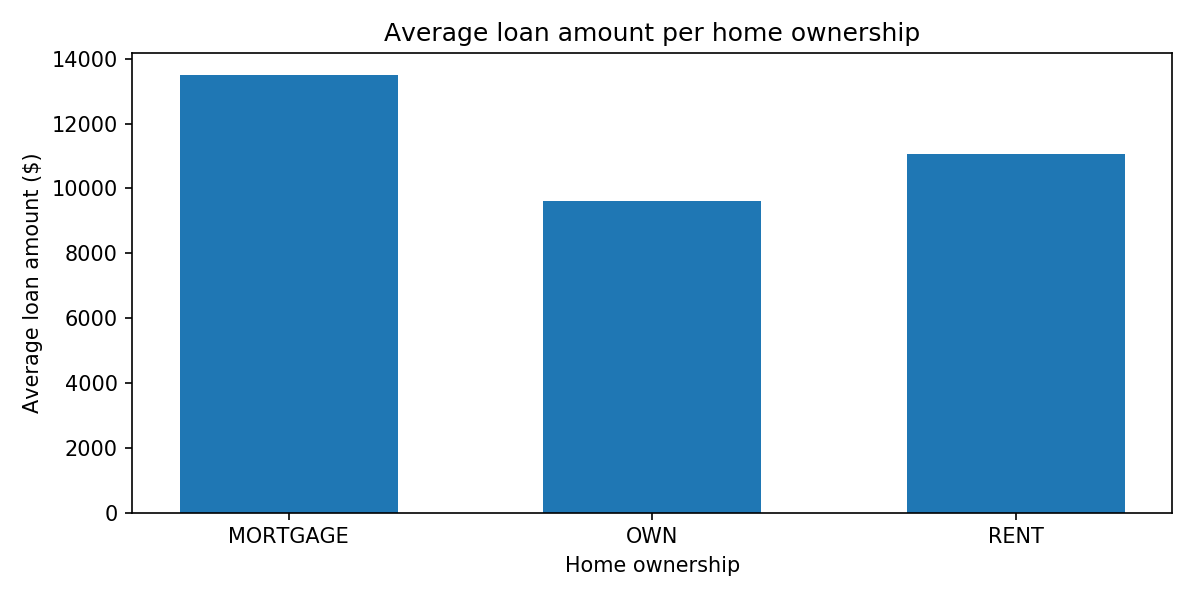 Average loan amount per home ownership
Average loan amount ($)
14000
12000
10000
8000
6000
4000
2000
0
MORTGAGE
OWN
RENT
Home ownership